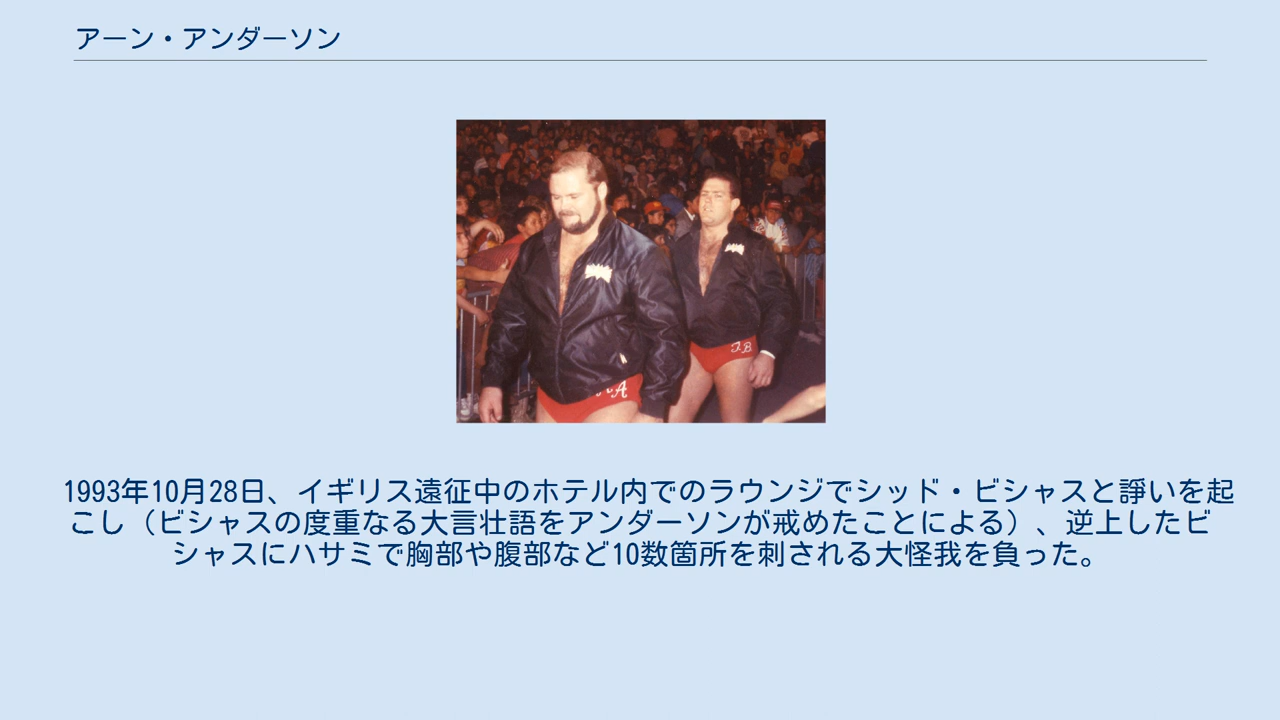 アーン・アンダーソン
J.B
A
1993年10月28日、イギリス遠征中のホテル内でのラウンジでシッド・ビシャスと諍いを起
こし（ビシャスの度重なる大言壮語をアンダーソンが戒めたことによる）、逆上したビ
シャスにハサミで胸部や腹部など10数箇所を刺される大怪我を負った。